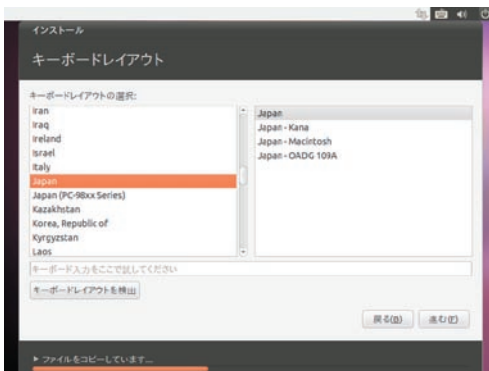 インストール
キーボードレイアウト
キーボードレイアウトの選択:
Iran
Iraq
Ireland
Israel
Italy
Japan
Japan (PC-98xx Series)
Kazakhstan
Korea, Republic of
Kyrgyzstan
Laos
Japan
Japan - Kana
Japan - Macintosh
Japan - OADG 109A
キーボード入力をここで試してください
キーボードレイアウトを検出
戻る(B)
進む(F)
ファイルをコピーしています...